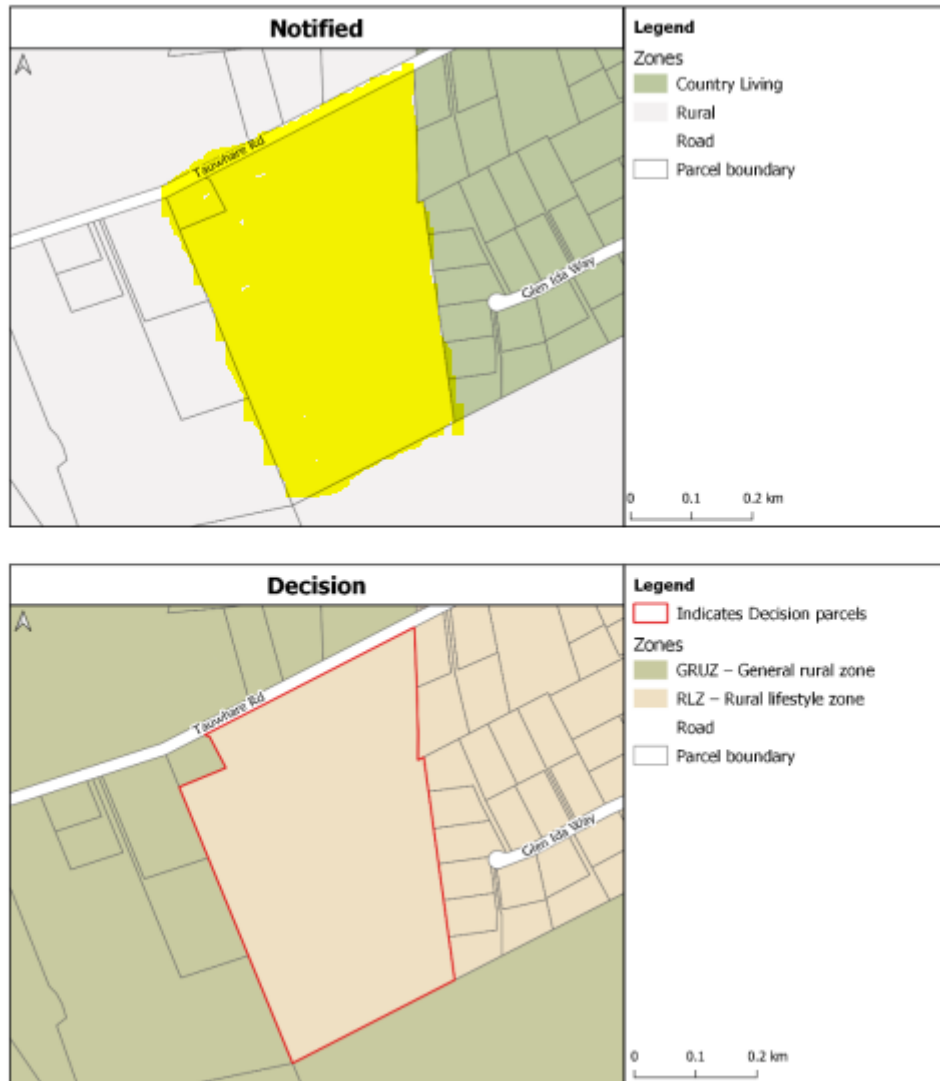 Notified
Tauwhare Rd
Glen Ida Way
Legend
Zones
Country Living
Rural
Road
Parcel boundary
0 0.1 0.2 km
Decision
Tauwhare Rd
Glen Ida Way
Legend
Indicates Decision parcels
Zones
GRUZ – General rural zone
RLZ – Rural lifestyle zone
Road
Parcel boundary
0 0.1 0.2 km